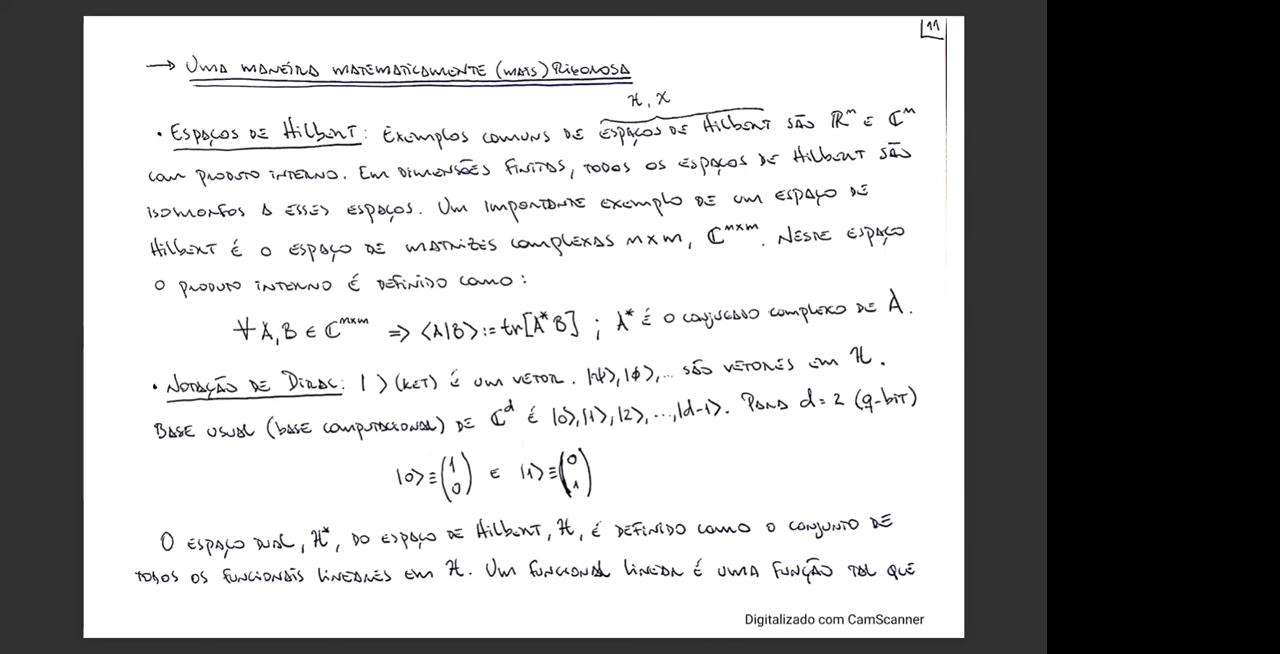 11
→ UMA MANEIRA MATEMATICAMENTE (MAIS) RIGOROSA
H, X
• ESPAÇOS DE HILBERT: EXEMPLOS COMUNS DE ESPAÇOS DE HILBERT SÃO ℝⁿ E ℂⁿ
COM PRODUTO INTERNO. EM DIMENSÕES FINITAS, TODOS OS ESPAÇOS DE HILBERT SÃO
ISOMORFOS A ESSES ESPAÇOS. UM IMPORTANTE EXEMPLO DE UM ESPAÇO DE
HILBERT É O ESPAÇO DE MATRIZES COMPLEXAS n×m, ℂⁿˣᵐ. NESTE ESPAÇO
O PRODUTO INTERNO É DEFINIDO COMO:
∀ A, B ∈ ℂⁿˣᵐ ⇒ ⟨A|B⟩ := tr[A*B] ; A* É O CONJUGADO COMPLEXO DE A.
• NOTAÇÃO DE DIRAC: | ⟩ (KET) É UM VETOR. |ψ⟩, |ϕ⟩, ... SÃO VETORES EM H.
BASE USUAL (BASE COMPUTACIONAL) DE ℂᵈ É |0⟩, |1⟩, |2⟩, ..., |d-1⟩. PARA d=2 (q-bit)
|0⟩ ≡ (1 0) E |1⟩ ≡ (0 1)
O ESPAÇO DUAL, H*, DO ESPAÇO DE HILBERT, H, É DEFINIDO COMO O CONJUNTO DE
TODOS OS FUNCIONAIS LINEARES EM H. UM FUNCIONAL LINEAR É UMA FUNÇÃO TAL QUE
Digitalizado com CamScanner